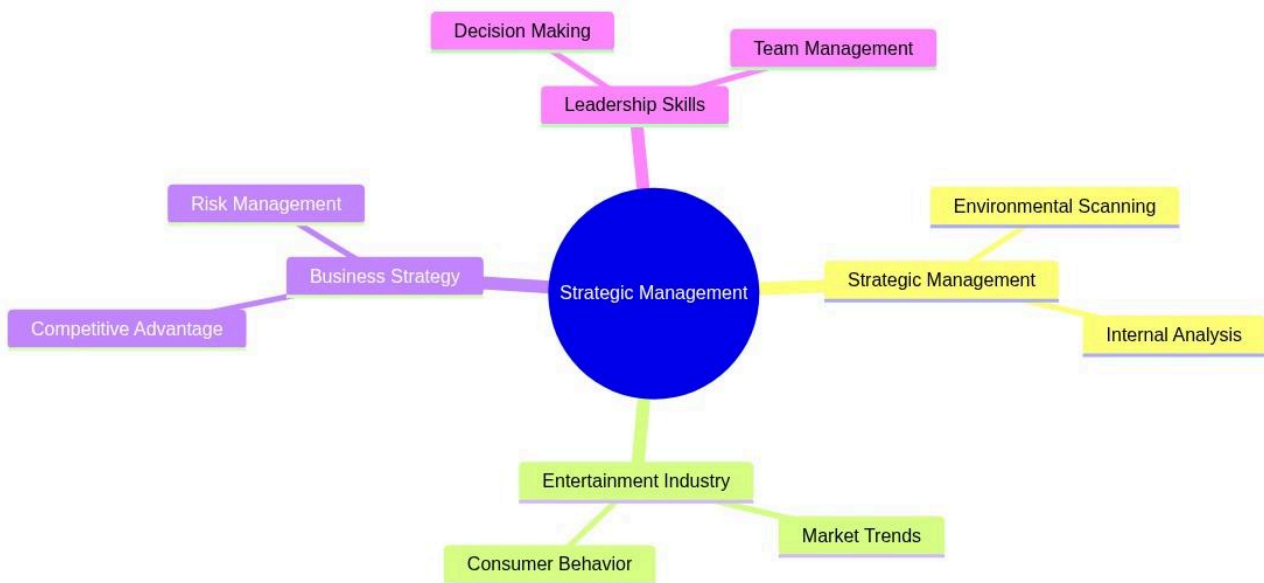 Decision Making
Team Management
Leadership Skills
Risk Management
Environmental Scanning
Business Strategy
Strategic Management
Strategic Management
Competitive Advantage
Internal Analysis
Entertainment Industry
Market Trends
Consumer Behavior